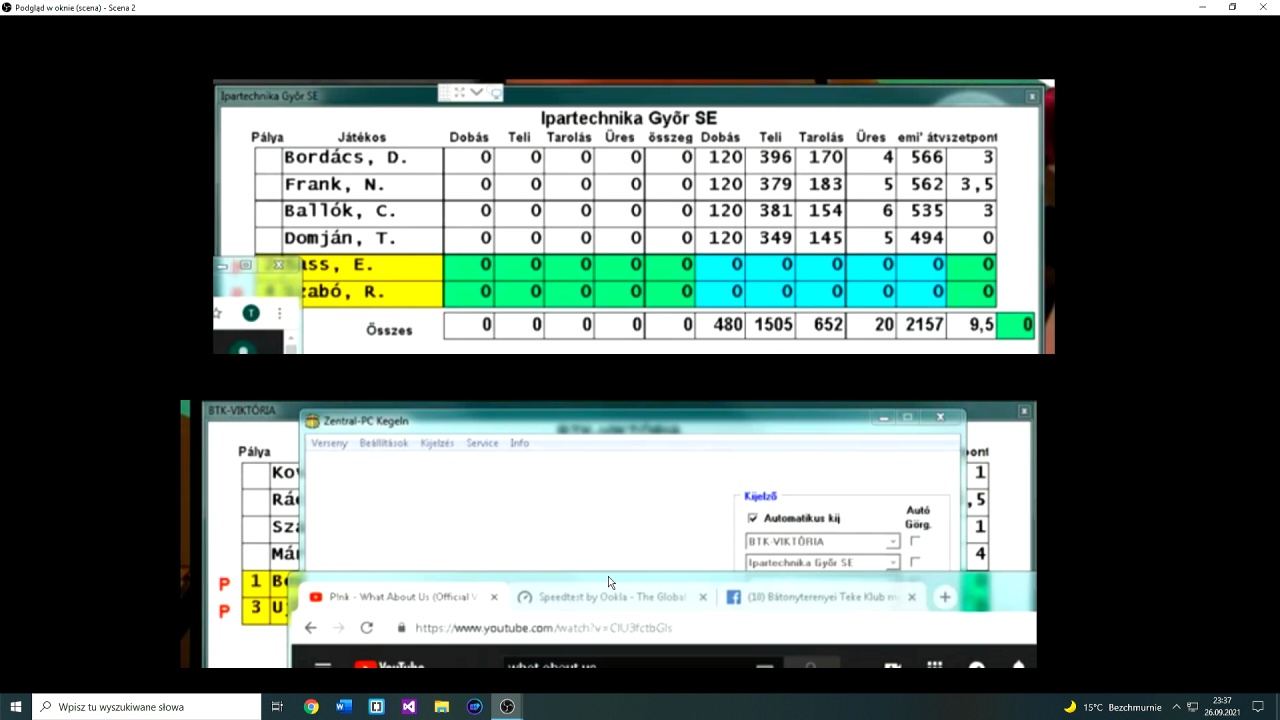 Podgląd w oknie (scena) - Scena 2
Ipartechnika Győr SE
Ipartechnika Győr SE
Pálya Játékos Dobás Teli Tarolás Üres összeg Dobás Teli Tarolás Üres emi' átv szetpont
Bordács, D. 0 0 0 0 0 120 396 170 4 566 3
Frank, N. 0 0 0 0 0 120 379 183 5 562 3,5
Ballók, C. 0 0 0 0 0 120 381 154 6 535 3
Domján, T. 0 0 0 0 0 120 349 145 5 494 0
ass, E. 0 0 0 0 0 0 0 0 0 0 0
zabó, R. 0 0 0 0 0 0 0 0 0 0 0
T
Összes 0 0 0 0 0 480 1505 652 20 2157 9,5 0
BTK-VIKTÓRIA
Zentral-PC Kegeln
Verseny Beállítások Kijelzés Service Info
Pálya pont
Kov 1
Rác ,5
Szá 1
Már 4
P 1 Be
P 3 Uj
Kijelző
Automatikus kij
Autó
Görg.
BTK-VIKTÓRIA
Ipartechnika Győr SE
P!nk - What About Us (Official V
Speedtest by Ookla - The Global
(10) Bátonyterenyei Teke Klub m
https://www.youtube.com/watch?v=ClU3fctbGls
YouTube
what about us
Wpisz tu wyszukiwane słowa
15°C Bezchmurnie
23:37
26.09.2021